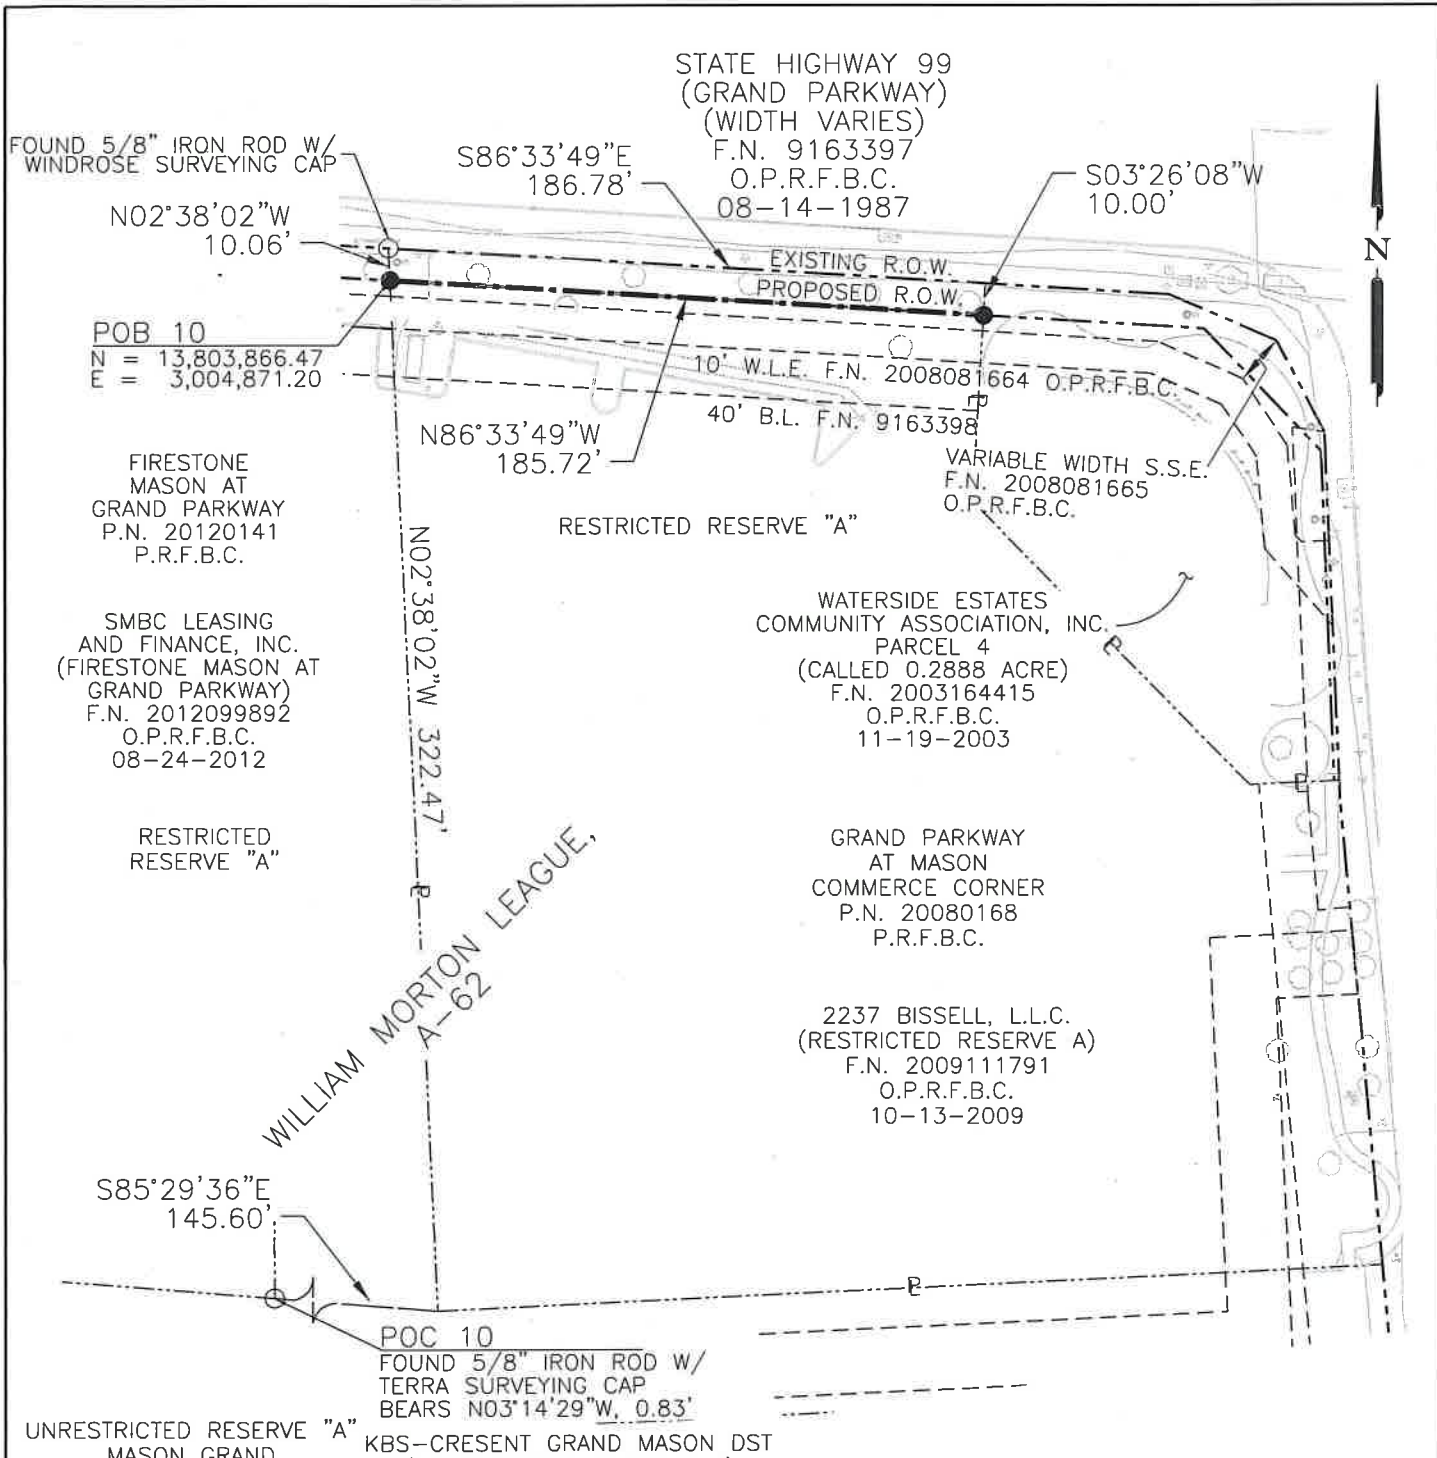 STATE HIGHWAY 99
(GRAND PARKWAY)
(WIDTH VARIES)
F.N. 9163397
O.P.R.F.B.C.
08-14-1987
FOUND 5/8" IRON ROD W/
WINDROSE SURVEYING CAP
S86°33'49"E
186.78'
S03°26'08"W
10.00'
N02°38'02"W
10.06'
N
EXISTING R.O.W.
PROPOSED R.O.W.
POB 10
N = 13,803,866.47
E = 3,004,871.20
10' W.L.E. F.N. 2008081664 O.P.R.F.B.C.
40' B.L. F.N. 9163398
N86°33'49"W
185.72'
VARIABLE WIDTH S.S.E.
F.N. 2008081665
O.P.R.F.B.C.
FIRESTONE
MASON AT
GRAND PARKWAY
P.N. 20120141
P.R.F.B.C.
RESTRICTED RESERVE "A"
N02°38'02"W 322.47'
SMBC LEASING
AND FINANCE, INC.
(FIRESTONE MASON AT
GRAND PARKWAY)
F.N. 2012099892
O.P.R.F.B.C.
08-24-2012
WATERSIDE ESTATES
COMMUNITY ASSOCIATION, INC.
PARCEL 4
(CALLED 0.2888 ACRE)
F.N. 2003164415
O.P.R.F.B.C.
11-19-2003
RESTRICTED
RESERVE "A"
GRAND PARKWAY
AT MASON
COMMERCE CORNER
P.N. 20080168
P.R.F.B.C.
WILLIAM MORTON LEAGUE,
A-62
2237 BISSELL, L.L.C.
(RESTRICTED RESERVE A)
F.N. 2009111791
O.P.R.F.B.C.
10-13-2009
S85°29'36"E
145.60'
POC 10
FOUND 5/8" IRON ROD W/
TERRA SURVEYING CAP
BEARS N03°14'29"W, 0.83'
UNRESTRICTED RESERVE "A"
MASON GRAND
KBS-CRESENT GRAND MASON DST